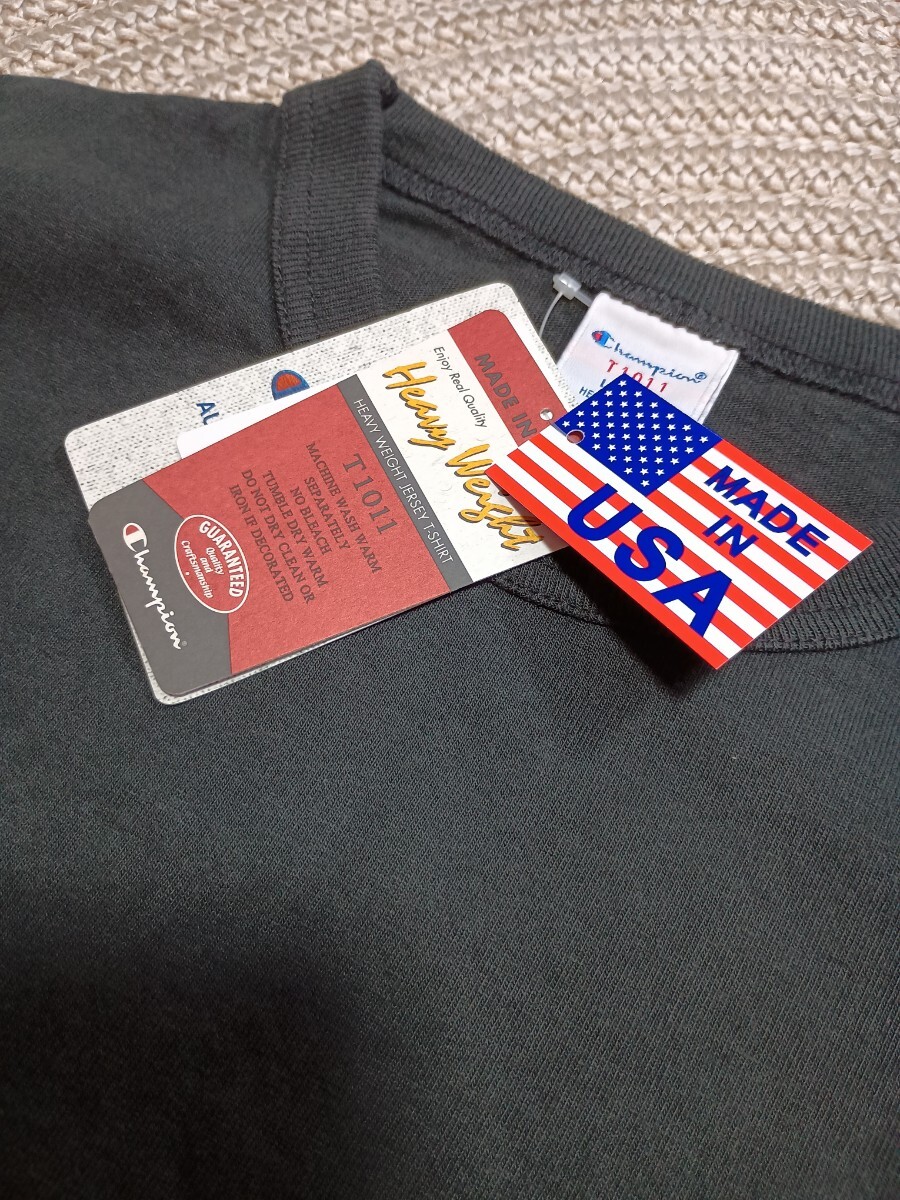 Champion®
T1011
HE
AU
MADE IN
Enjoy Real Quality
Heavy Weight
HEAVY WEIGHT JERSEY T-SHIRT
T1011
MACHINE WASH WARM
SEPARATELY
NO BLEACH
TUMBLE DRY WARM
DO NOT DRY CLEAN OR
IRON IF DECORATED
GUARANTEED
Quality
and
Craftsmanship
Champion®
MADE
IN
USA